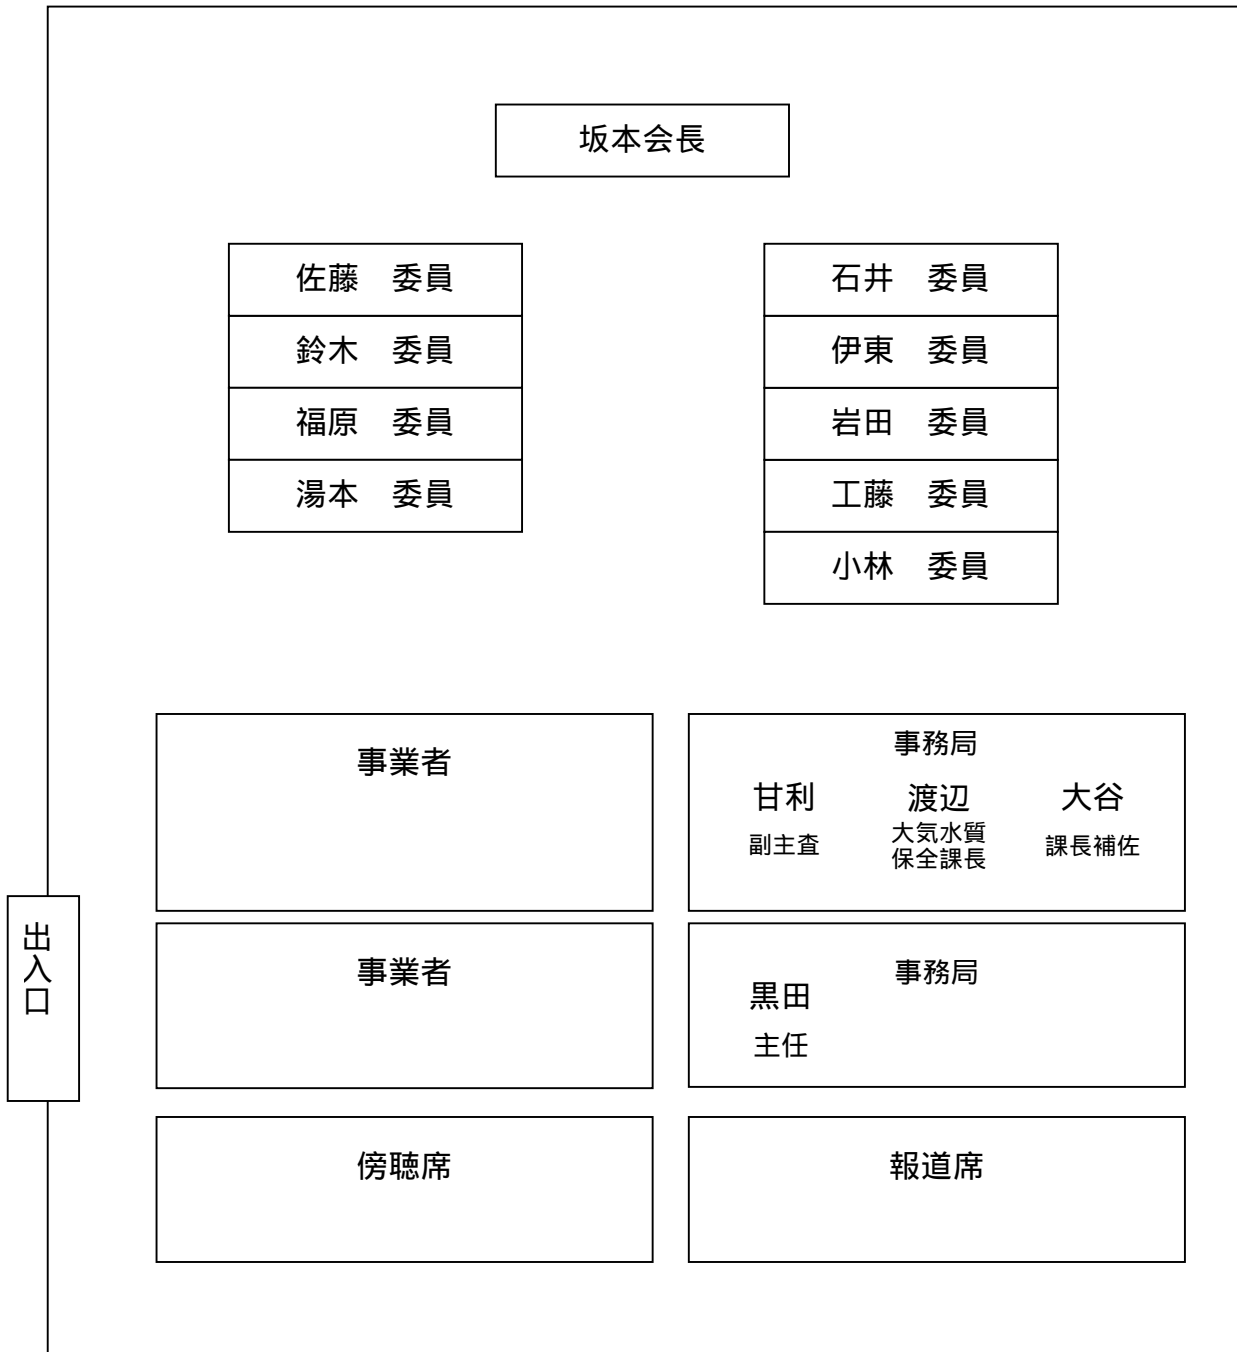 坂本会長
佐藤　委員
鈴木　委員
福原　委員
湯本　委員
石井　委員
伊東　委員
岩田　委員
工藤　委員
小林　委員
事業者
事務局
甘利　渡辺　大谷
副主査　大気水質　課長補佐
保全課長
出入口
事業者
事務局
黒田
主任
傍聴席
報道席